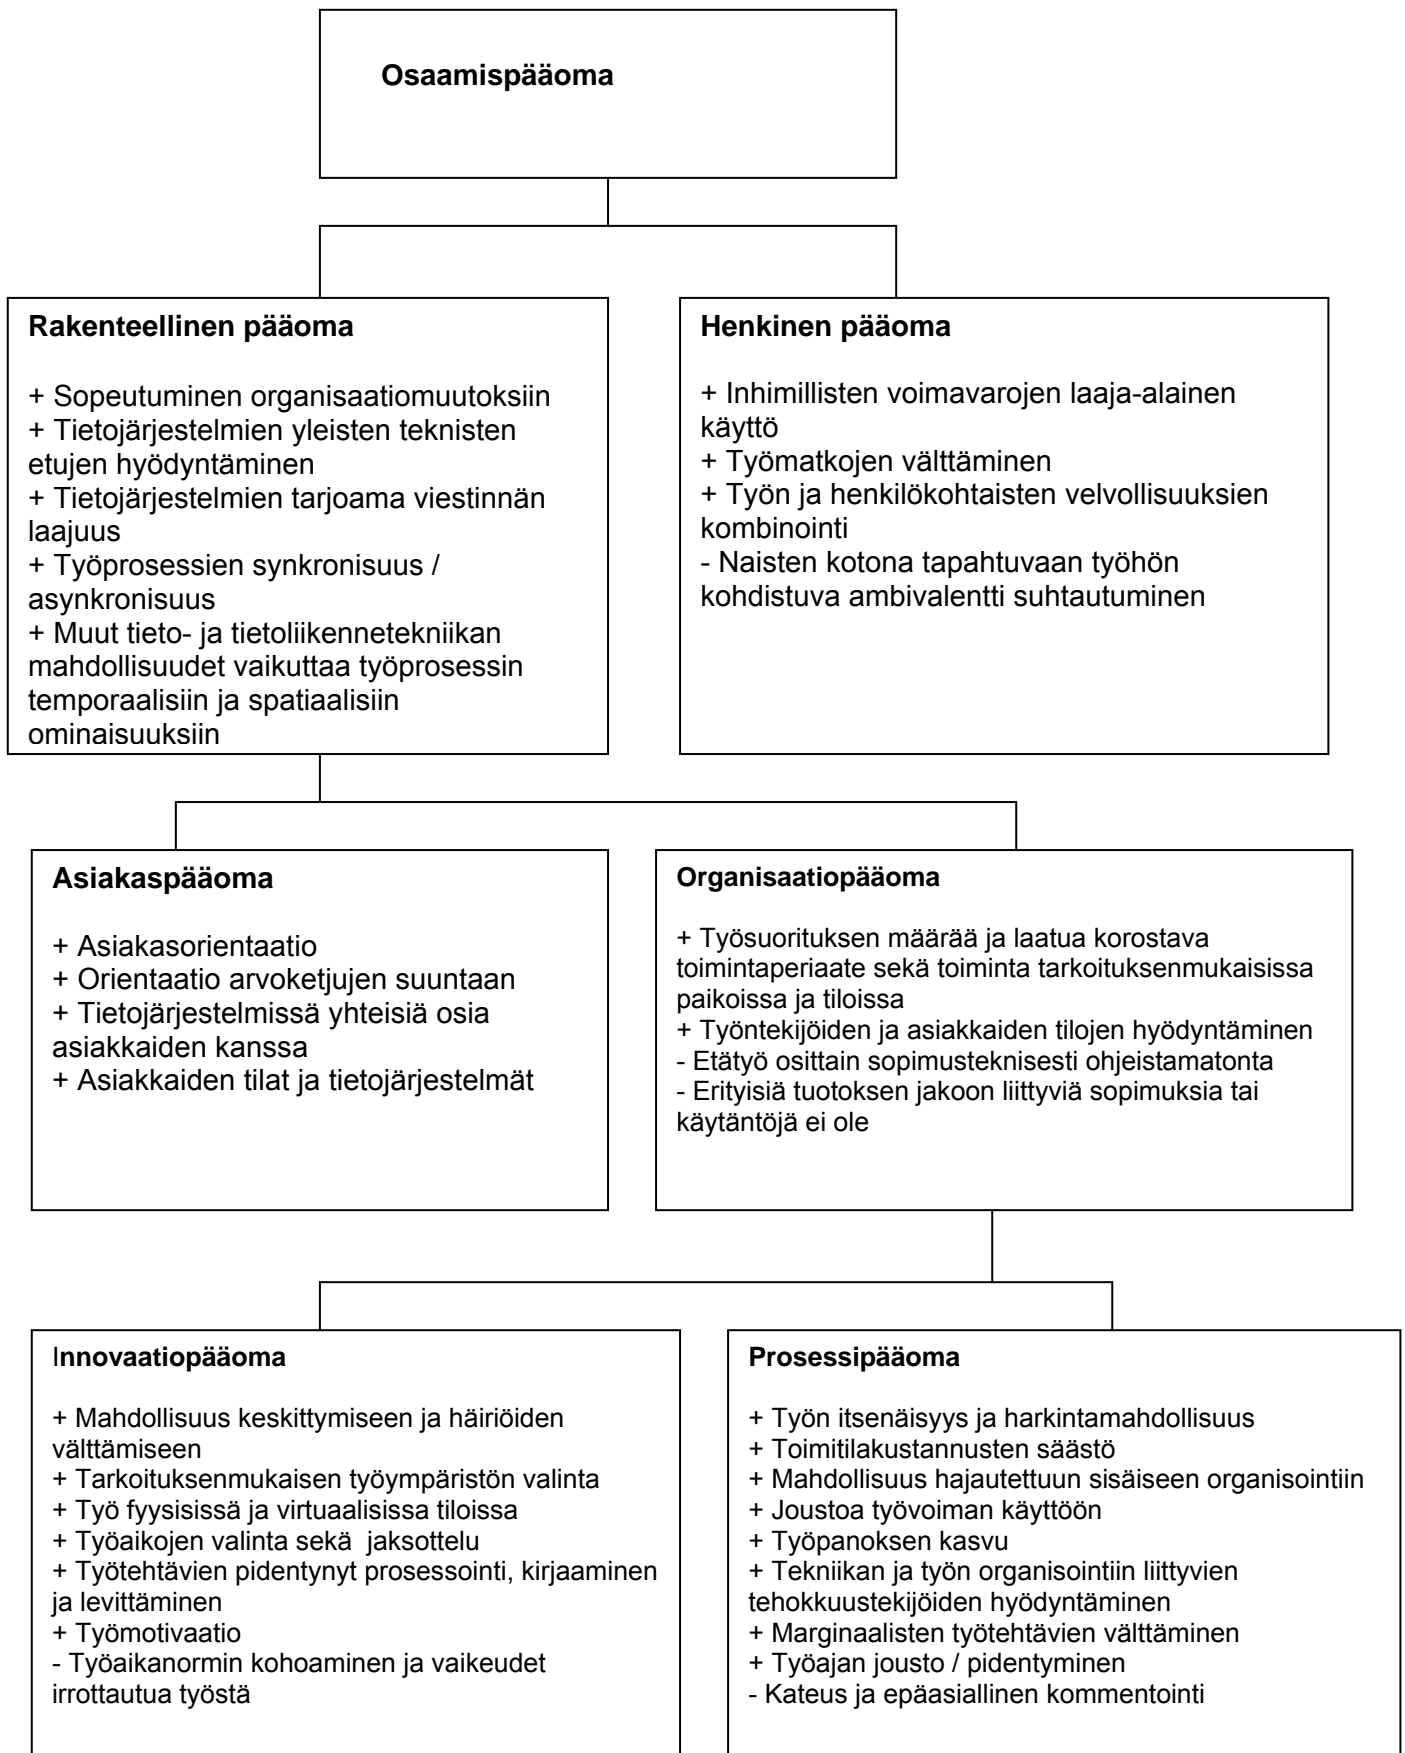 Osaamispääoma
Rakenteellinen pääoma
+ Sopeutuminen organisaatiomuutoksiin
+ Tietojärjestelmien yleisten teknisten
etujen hyödyntäminen
+ Tietojärjestelmien tarjoama viestinnän
laajuus
+ Työprosessien synkronisuus /
asynkronisuus
+ Muut tieto- ja tietoliikennetekniikan
mahdollisuudet vaikuttaa työprosessin
temporaalisiin ja spatiaalisiin
ominaisuuksiin
Henkinen pääoma
+ Inhimillisten voimavarojen laaja-alainen
käyttö
+ Työmatkojen välttäminen
+ Työn ja henkilökohtaisten velvollisuuksien
kombinointi
- Naisten kotona tapahtuvaan työhön
kohdistuva ambivalentti suhtautuminen
Asiakaspääoma
+ Asiakasorientaatio
+ Orientaatio arvoketjujen suuntaan
+ Tietojärjestelmissä yhteisiä osia
asiakkaiden kanssa
+ Asiakkaiden tilat ja tietojärjestelmät
Organisaatiopääoma
+ Työsuorituksen määrää ja laatua korostava
toimintaperiaate sekä toiminta tarkoituksenmukaisissa
paikoissa ja tiloissa
+ Työntekijöiden ja asiakkaiden tilojen hyödyntäminen
- Etätyö osittain sopimusteknisesti ohjeistamatonta
- Erityisiä tuotoksen jakoon liittyviä sopimuksia tai
käytäntöjä ei ole
Innovaatiopääoma
+ Mahdollisuus keskittymiseen ja häiriöiden
välttämiseen
+ Tarkoituksenmukaisen työympäristön valinta
+ Työ fyysisissä ja virtuaalisissa tiloissa
+ Työaikojen valinta sekä  jaksottelu
+ Työtehtävien pidentynyt prosessointi, kirjaaminen
ja levittäminen
+ Työmotivaatio
- Työaikanormin kohoaminen ja vaikeudet
irrottautua työstä
Prosessipääoma
+ Työn itsenäisyys ja harkintamahdollisuus
+ Toimitilakustannusten säästö
+ Mahdollisuus hajautettuun sisäiseen organisointiin
+ Joustoa työvoiman käyttöön
+ Työpanoksen kasvu
+ Tekniikan ja työn organisointiin liittyvien
tehokkuustekijöiden hyödyntäminen
+ Marginaalisten työtehtävien välttäminen
+ Työajan jousto / pidentyminen
- Kateus ja epäasiallinen kommentointi